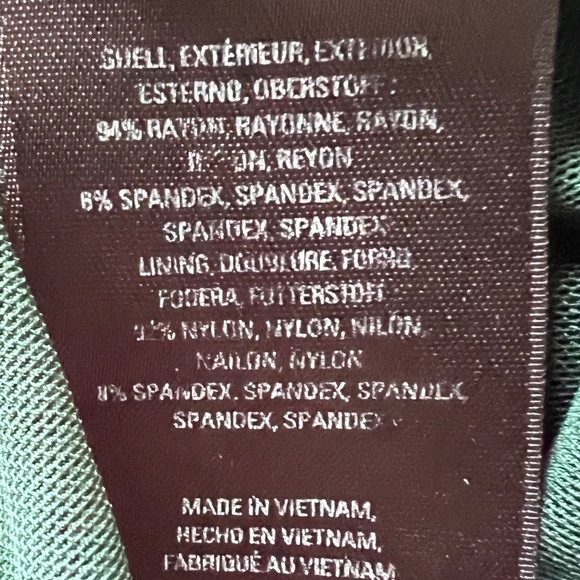 SHELL, EXTÉRIEUR, EXTERIOR,
ESTERNO, OBERSTOFF:
94% RAYON, RAYONNE, RAYÓN,
REYON
6% SPANDEX, SPANDEX, SPANDEX,
SPANDEX, SPANDEX
LINING, DOUBLURE, FORRO,
FODERA, FUTTERSTOFF
92% NYLON, NYLON, NILÓN,
NAILON, NYLON
8% SPANDEX, SPANDEX, SPANDEX,
SPANDEX, SPANDEX
MADE IN VIETNAM,
HECHO EN VIETNAM,
FABRIQUÉ AU VIETNAM